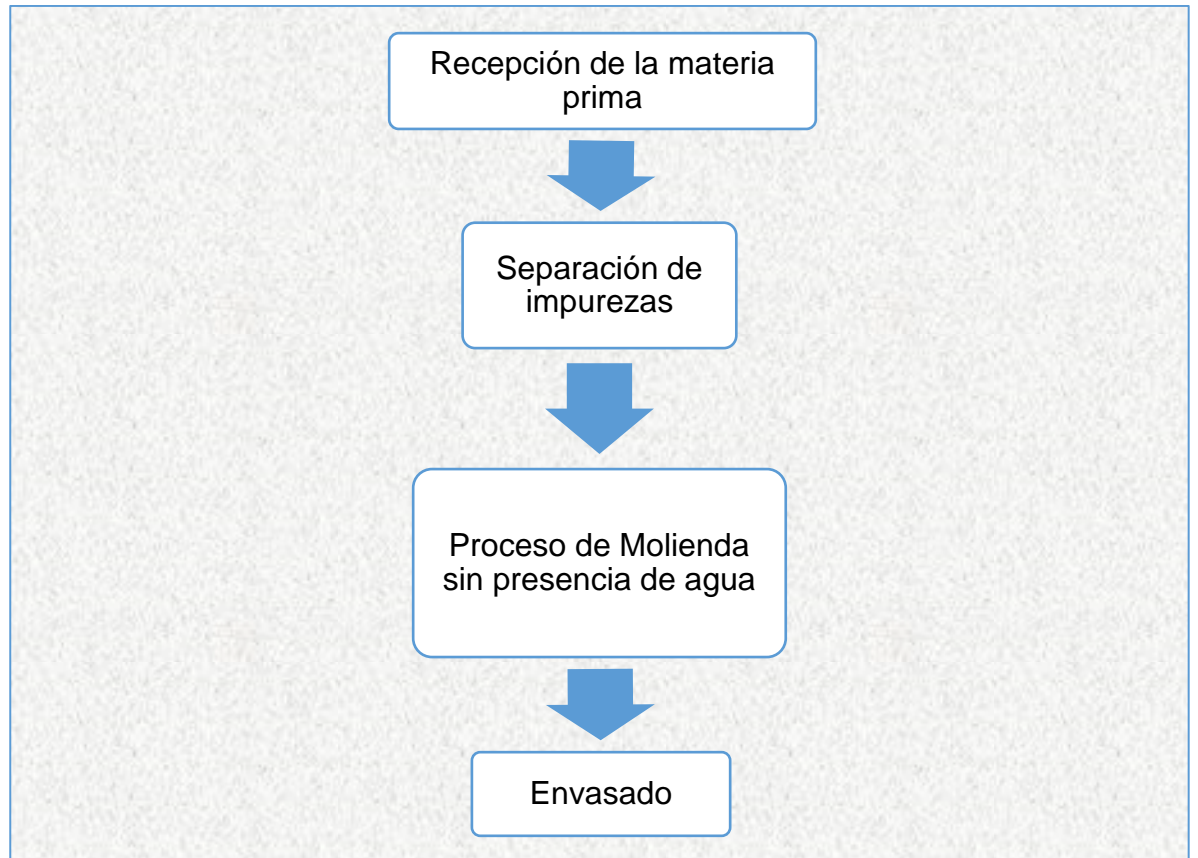 Recepción de la materia
prima
Separación de
impurezas
Proceso de Molienda
sin presencia de agua
Envasado